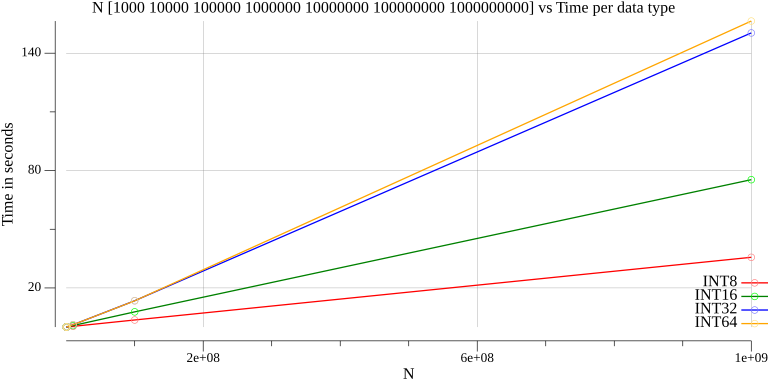 N [1000 10000 100000 1000000 10000000 100000000 1000000000] vs Time per data type
Time in seconds
140
80
20
INT8
INT16
INT32
INT64
2e+08
6e+08
1e+09
N